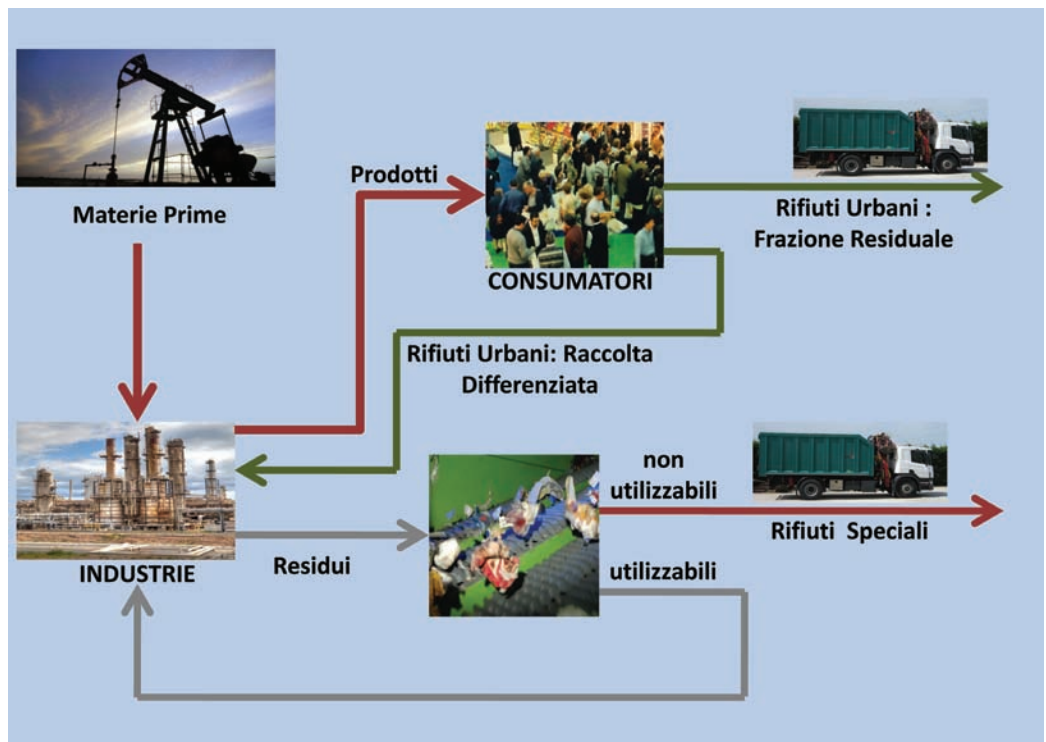 Materie Prime
Prodotti
CONSUMATORI
Rifiuti Urbani :
Frazione Residuale
Rifiuti Urbani: Raccolta
Differenziata
INDUSTRIE
Residui
non
utilizzabili
Rifiuti Speciali
utilizzabili